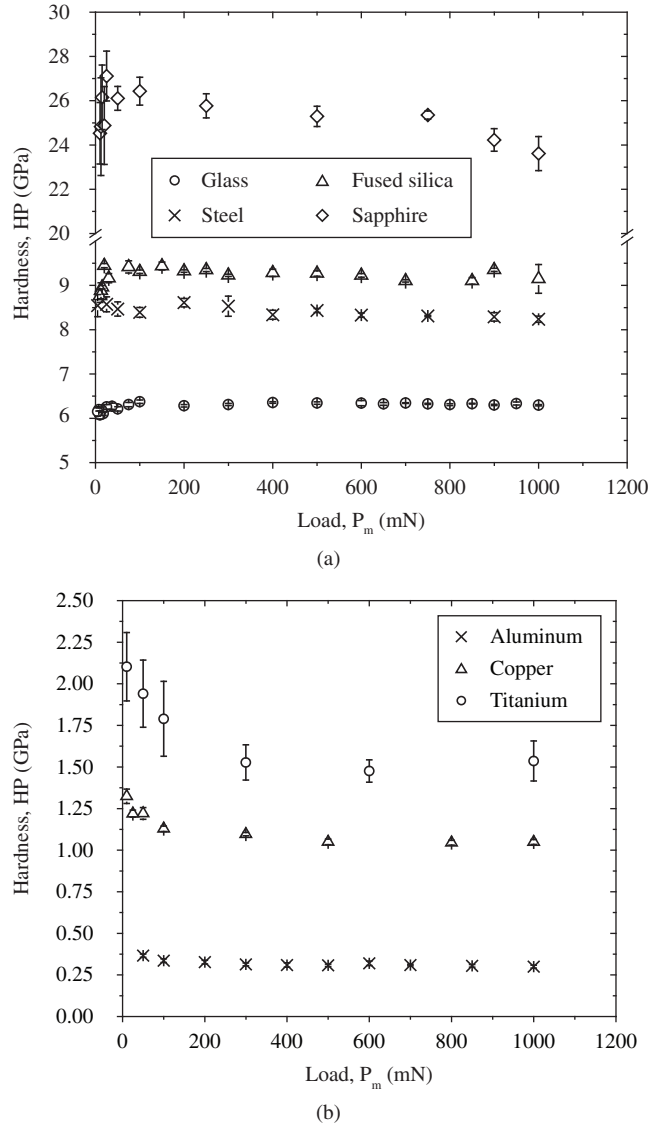 30
28
26
24
22
20
9
8
7
6
5
Hardness, HP (GPa)
Glass
Fused silica
Steel
Sapphire
0
200
400
600
800
1000
1200
Load, Pm (mN)
(a)
2.50
2.25
2.00
1.75
1.50
1.25
1.00
0.75
0.50
0.25
0.00
Hardness, HP (GPa)
Aluminum
Copper
Titanium
0
200
400
600
800
1000
1200
Load, Pm (mN)
(b)